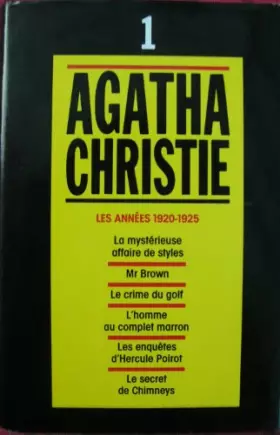 1
AGATHA
CHRISTIE
LES ANNÉES 1920-1925
La mystérieuse
affaire de styles
Mr Brown
Le crime du golf
L'homme
au complet marron
Les enquêtes
d'Hercule Poirot
Le secret
de Chimneys